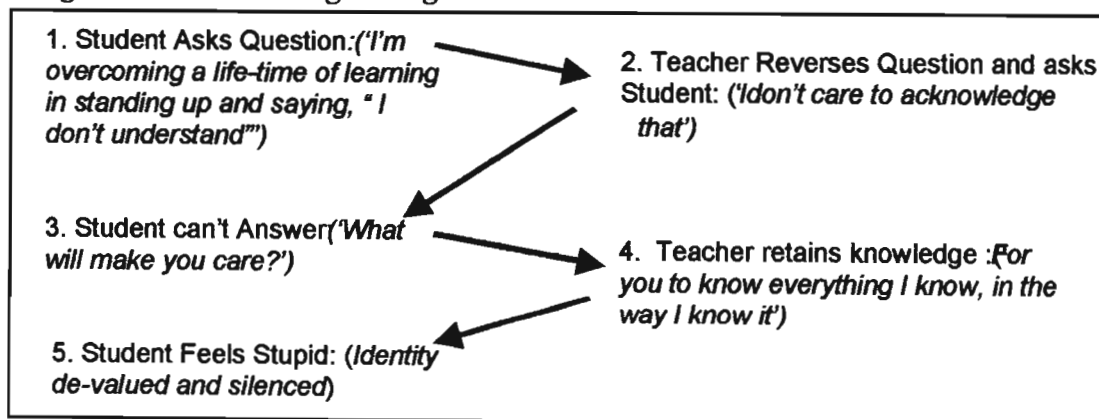 1. Student Asks Question:('I'm
overcoming a life-time of learning
in standing up and saying, " I
don't understand"')
2. Teacher Reverses Question and asks
Student: ('Idon't care to acknowledge
that')
3. Student can't Answer('What
will make you care?')
4. Teacher retains knowledge :For
you to know everything I know, in the
way I know it')
5. Student Feels Stupid: (Identity
de-valued and silenced)